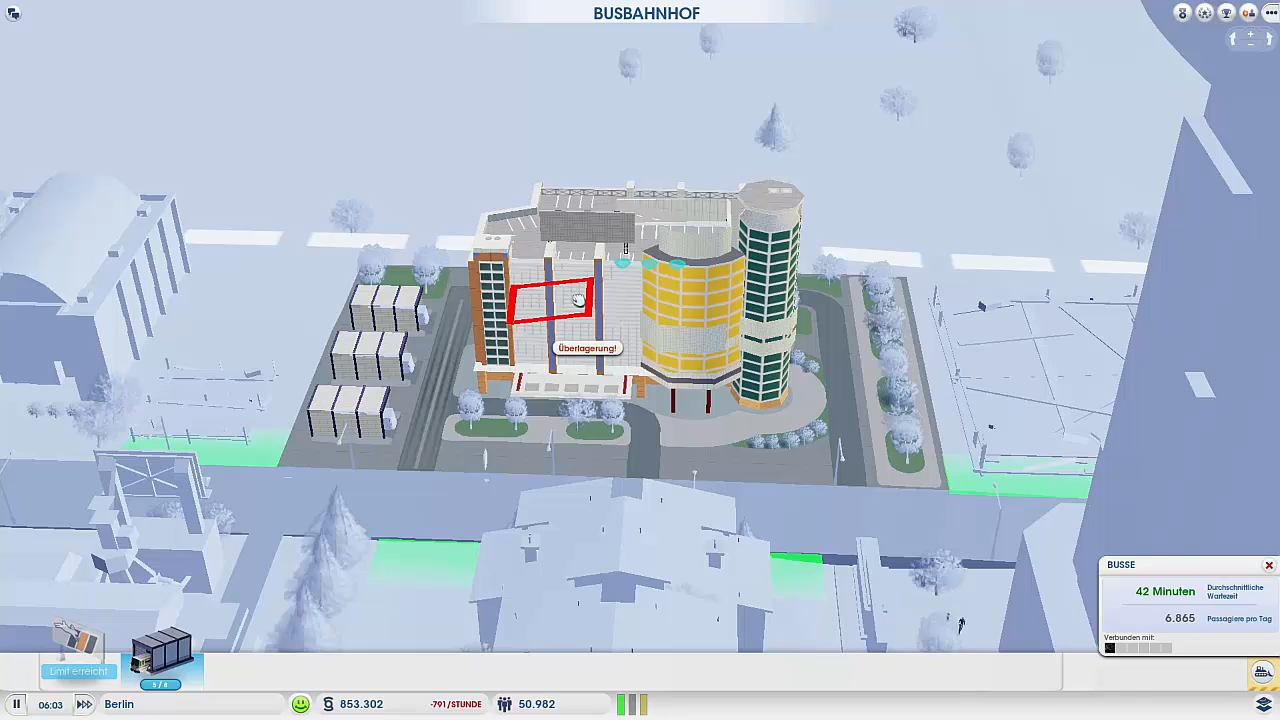 BUSBAHNHOF
Überlagerung!
BUSSE
42 Minuten
Durchschnittliche
Wartezeit
6.865
Passagiere pro Tag
Verbunden mit:
Limit erreicht
5 / 8
06:03
Berlin
853.302
-791/STUNDE
50.982